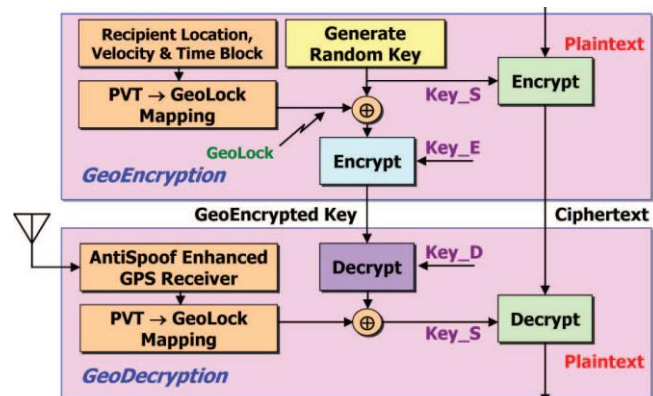 Recipient Location,
Velocity & Time Block
Generate
Random Key
Plaintext
PVT → GeoLock
Mapping
⊕
Key_S
Encrypt
GeoLock
Encrypt
Key_E
GeoEncryption
GeoEncrypted Key
Ciphertext
AntiSpoof Enhanced
GPS Receiver
Decrypt
Key_D
PVT → GeoLock
Mapping
⊕
Key_S
Decrypt
Plaintext
GeoDecryption